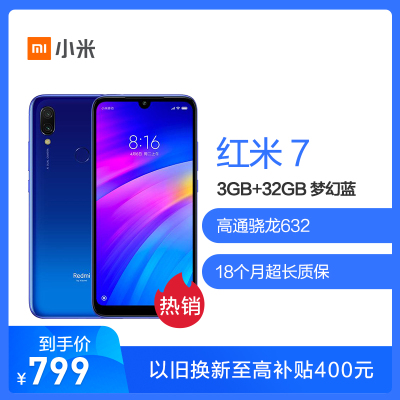 小米
红米 7
3GB+32GB 梦幻蓝
高通骁龙632
18个月超长质保
8:16
Redmi
热销
到手价
¥799
以旧换新至高补贴400元